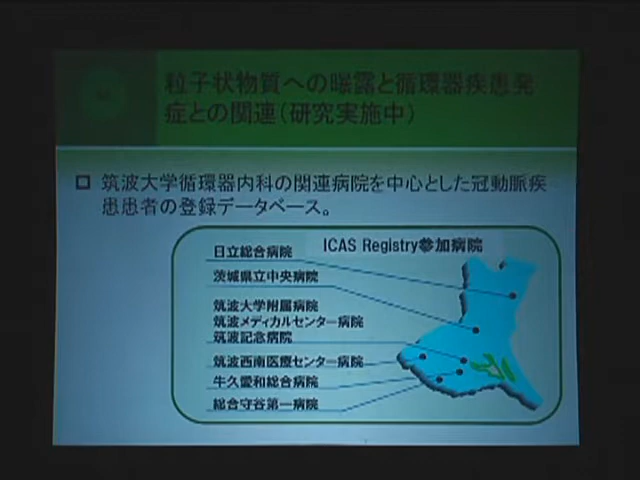 粒子状物質への曝露と循環器疾患発
症との関連（研究実施中）
筑波大学循環器内科の関連病院を中心とした冠動脈疾
患患者の登録データベース。
ICAS Registry参加病院
日立総合病院
茨城県立中央病院
筑波大学附属病院
筑波メディカルセンター病院
筑波記念病院
筑波西南医療センター病院
牛久愛和総合病院
総合守谷第一病院